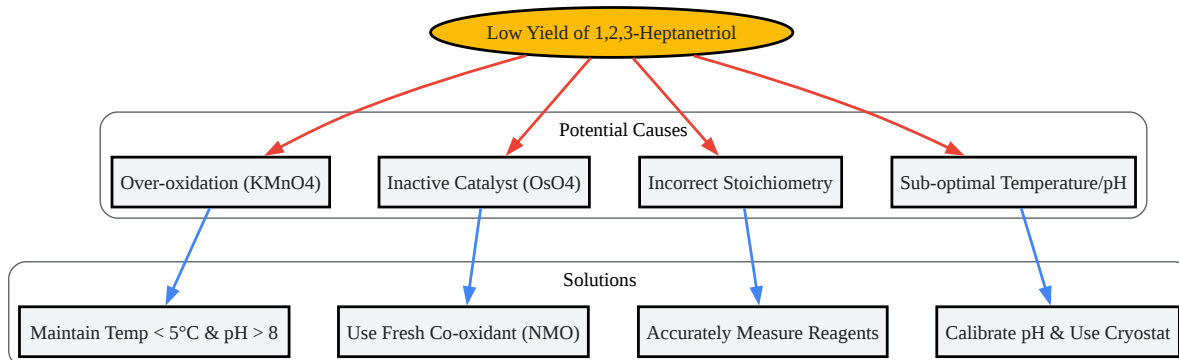 Low Yield of 1,2,3-Heptanetriol
Potential Causes
Over-oxidation (KMnO4)
Inactive Catalyst (OsO4)
Incorrect Stoichiometry
Sub-optimal Temperature/pH
Solutions
Maintain Temp < 5°C & pH > 8
Use Fresh Co-oxidant (NMO)
Accurately Measure Reagents
Calibrate pH & Use Cryostat